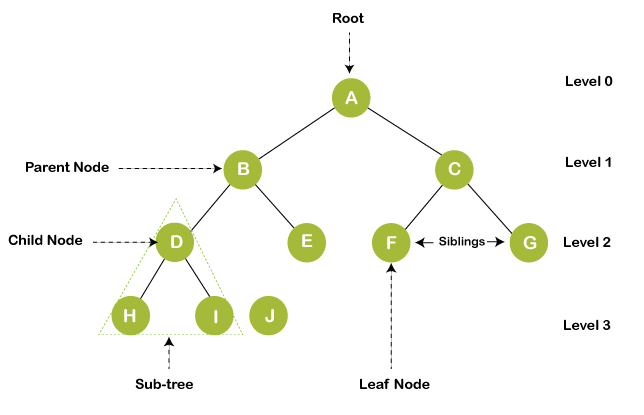 Root
A
Level 0
Parent Node
B
C
Level 1
Child Node
D
E
F
Siblings
G
Level 2
H
I
J
Level 3
Sub-tree
Leaf Node